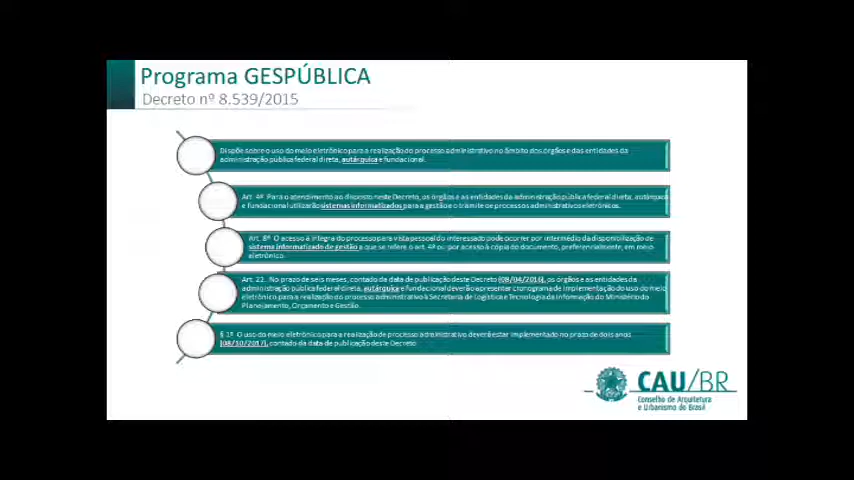 Programa GESPÚBLICA
Decreto nº 8.539/2015
Dispõe sobre o uso do meio eletrônico para a realização do processo administrativo no âmbito dos órgãos e das entidades da
administração pública federal direta, autárquica e fundacional.
Art. 4º Para o atendimento ao disposto neste Decreto, os órgãos e as entidades da administração pública federal direta, autárquica
e fundacional utilizarão sistemas informatizados para a gestão e o trâmite de processos administrativos eletrônicos.
Art. 8º O acesso à íntegra do processo para vista pessoal do interessado pode ocorrer por intermédio da disponibilização de
sistema informatizado de gestão a que se refere o art. 4º ou por acesso à cópia do documento, preferencialmente, em meio
eletrônico.
Art. 22. No prazo de seis meses, contado da data de publicação deste Decreto (08/04/2016), os órgãos e as entidades da
administração pública federal direta, autárquica e fundacional deverão apresentar cronograma de implementação do uso do meio
eletrônico para a realização do processo administrativo à Secretaria de Logística e Tecnologia da Informação do Ministério do
Planejamento, Orçamento e Gestão.
§ 1º O uso do meio eletrônico para a realização de processo administrativo deverá estar implementado no prazo de dois anos
(08/10/2017), contado da data de publicação deste Decreto
CAU/BR
Conselho de Arquitetura
e Urbanismo do Brasil